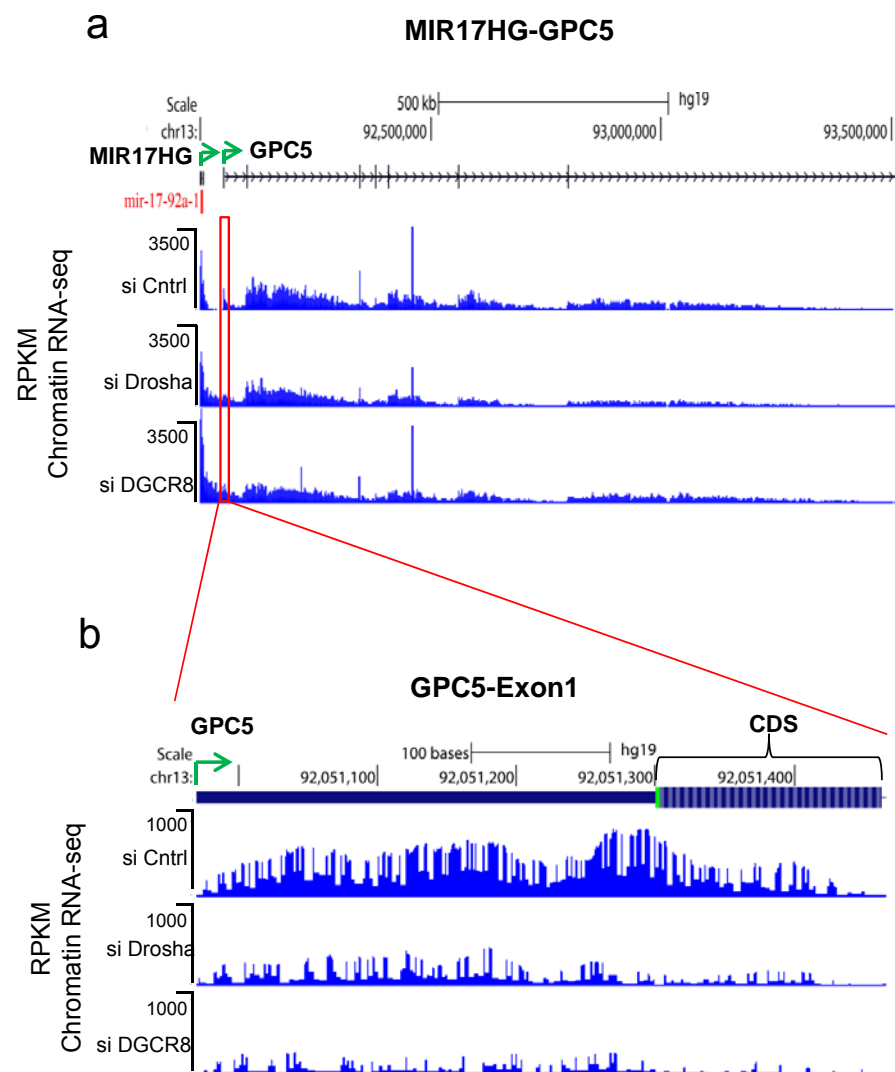 a
MIR17HG-GPC5
Scale
500 kb
hg19
chr13:
92,500,000
93,000,000
93,500,000
MIR17HG
GPC5
mir-17-92a-1
RPKM
Chromatin RNA-seq
3500
si Cntrl
3500
si Drosha
3500
si DGCR8
b
GPC5-Exon1
GPC5
CDS
Scale
100 bases
hg19
chr13:
92,051,100
92,051,200
92,051,300
92,051,400
RPKM
Chromatin RNA-seq
1000
si Cntrl
1000
si Drosha
1000
si DGCR8